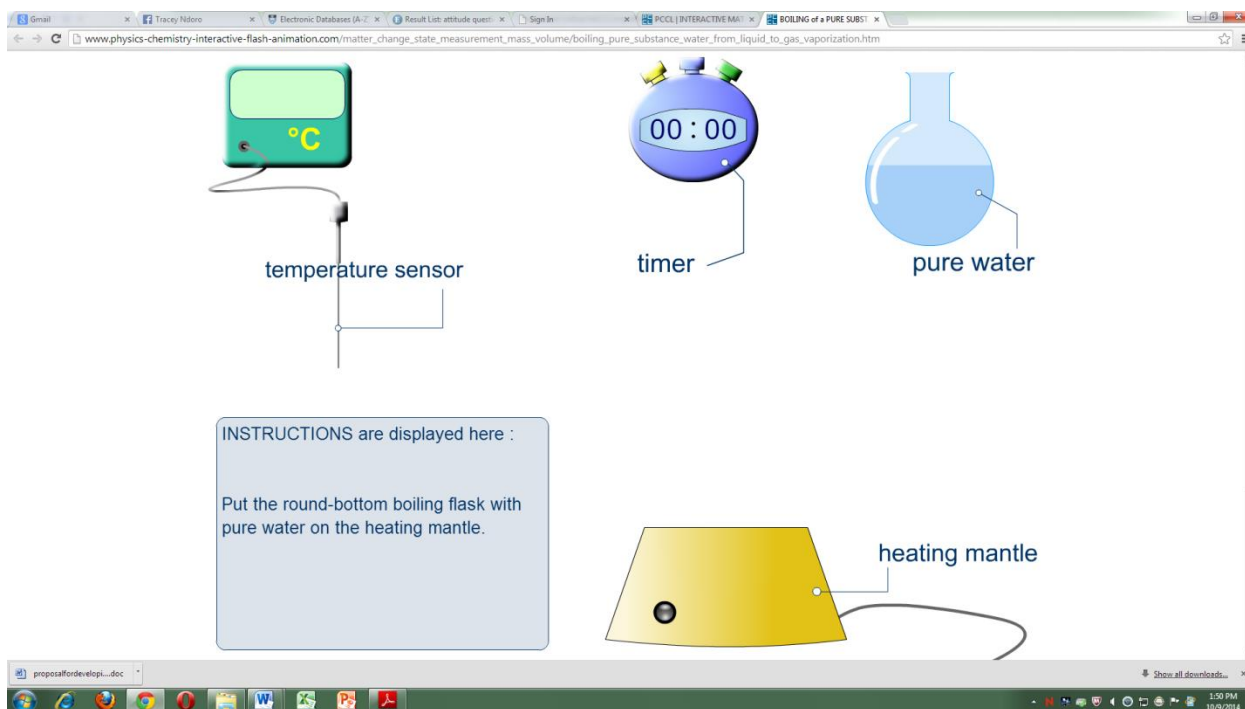 Gmail
Tracey Ndoro
Electronic Databases (A-Z
Result List: attitude questi
Sign In
PCCL | INTERACTIVE MAT
BOILING of a PURE SUBST
www.physics-chemistry-interactive-flash-animation.com/matter_change_state_measurement_mass_volume/boiling_pure_substance_water_from_liquid_to_gas_vaporization.htm
°C
00 : 00
temperature sensor
timer
pure water
INSTRUCTIONS are displayed here :
Put the round-bottom boiling flask with
pure water on the heating mantle.
heating mantle
proposalfordevelopi....doc
Show all downloads...
1:50 PM
10/9/2014